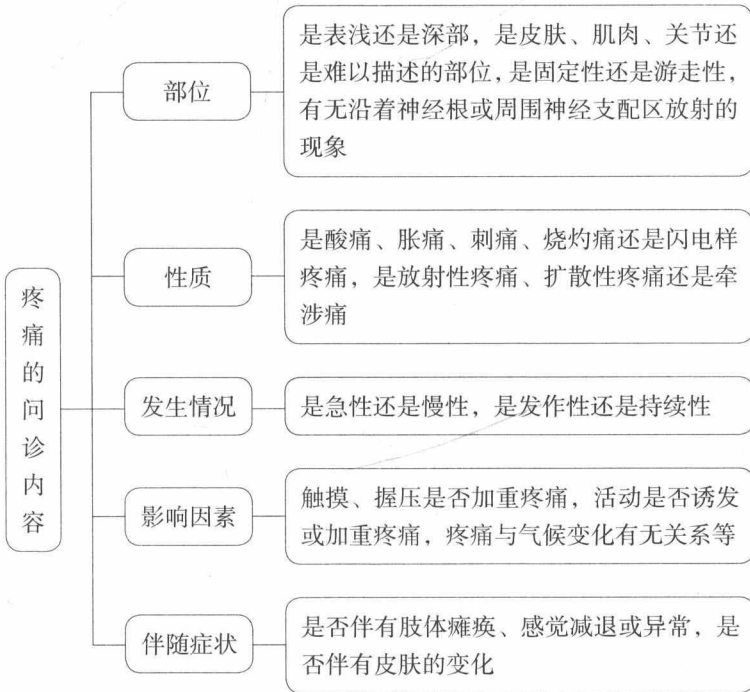 疼痛的问诊内容
部位
是表浅还是深部，是皮肤、肌肉、关节还
是难以描述的部位，是固定性还是游走性，
有无沿着神经根或周围神经支配区放射的
现象
性质
是酸痛、胀痛、刺痛、烧灼痛还是闪电样
疼痛，是放射性疼痛、扩散性疼痛还是牵
涉痛
发生情况
是急性还是慢性，是发作性还是持续性
影响因素
触摸、握压是否加重疼痛，活动是否诱发
或加重疼痛，疼痛与气候变化有无关系等
伴随症状
是否伴有肢体瘫痪、感觉减退或异常，是
否伴有皮肤的变化